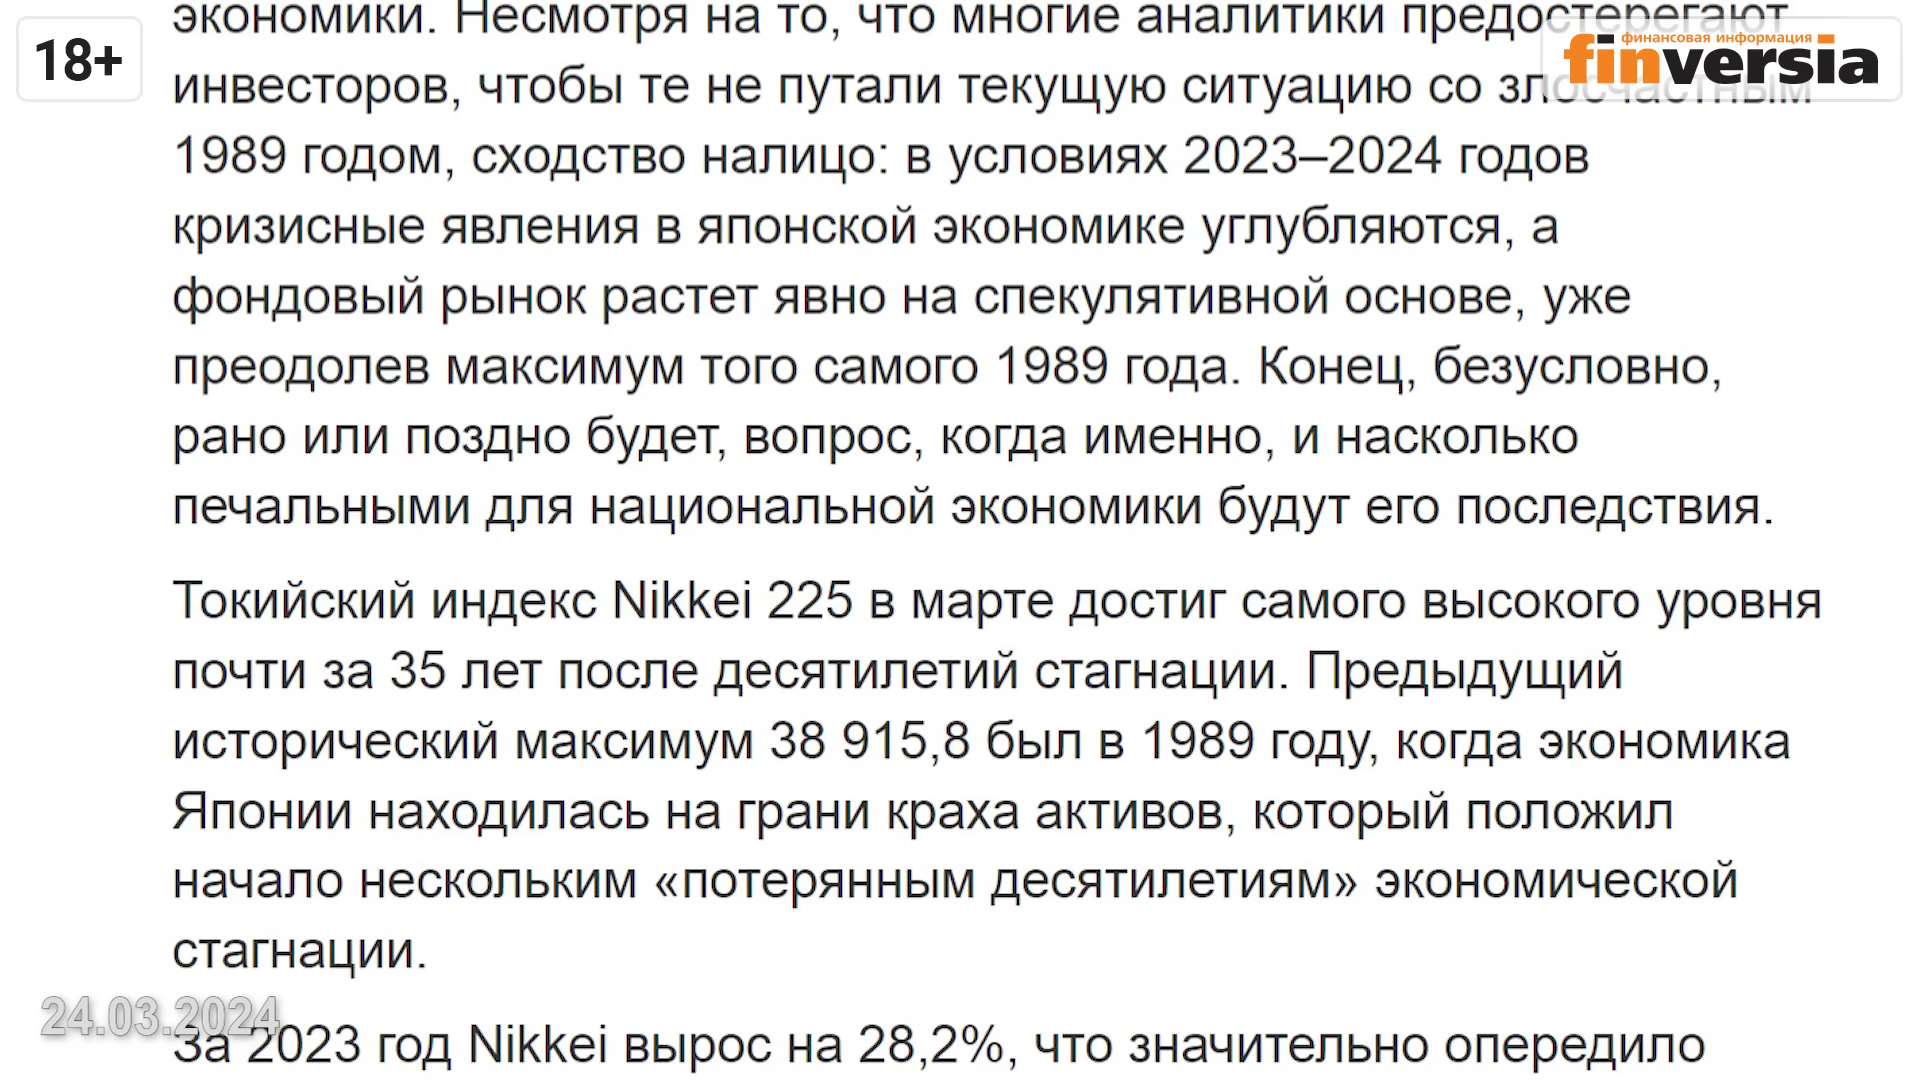 экономики. Несмотря на то, что многие аналитики предостерегают
18+
финансовая информация
finversia
инвесторов, чтобы те не путали текущую ситуацию со злосчастным
1989 годом, сходство налицо: в условиях 2023–2024 годов
кризисные явления в японской экономике углубляются, а
фондовый рынок растет явно на спекулятивной основе, уже
преодолев максимум того самого 1989 года. Конец, безусловно,
рано или поздно будет, вопрос, когда именно, и насколько
печальными для национальной экономики будут его последствия.
Токийский индекс Nikkei 225 в марте достиг самого высокого уровня
почти за 35 лет после десятилетий стагнации. Предыдущий
исторический максимум 38 915,8 был в 1989 году, когда экономика
Японии находилась на грани краха активов, который положил
начало нескольким «потерянным десятилетиям» экономической
стагнации.
24.03.2024
За 2023 год Nikkei вырос на 28,2%, что значительно опередило